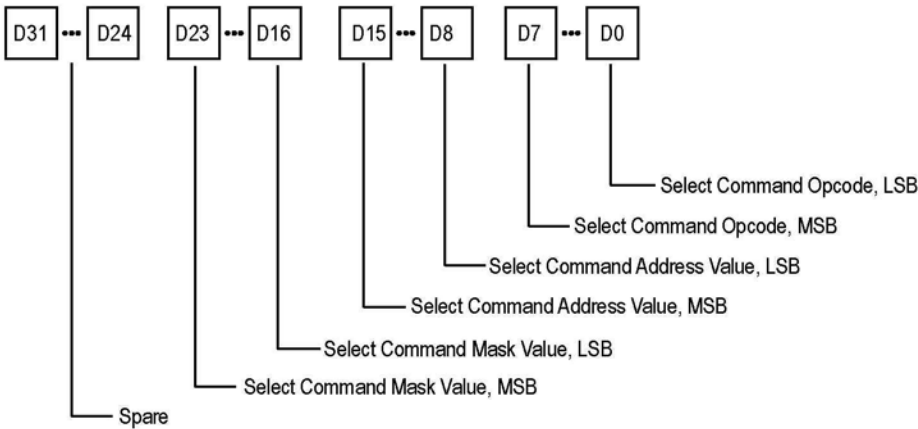 D31 ••• D24 D23 ••• D16 D15 ••• D8 D7 ••• D0
Select Command Opcode, LSB
Select Command Opcode, MSB
Select Command Address Value, LSB
Select Command Address Value, MSB
Select Command Mask Value, LSB
Select Command Mask Value, MSB
Spare